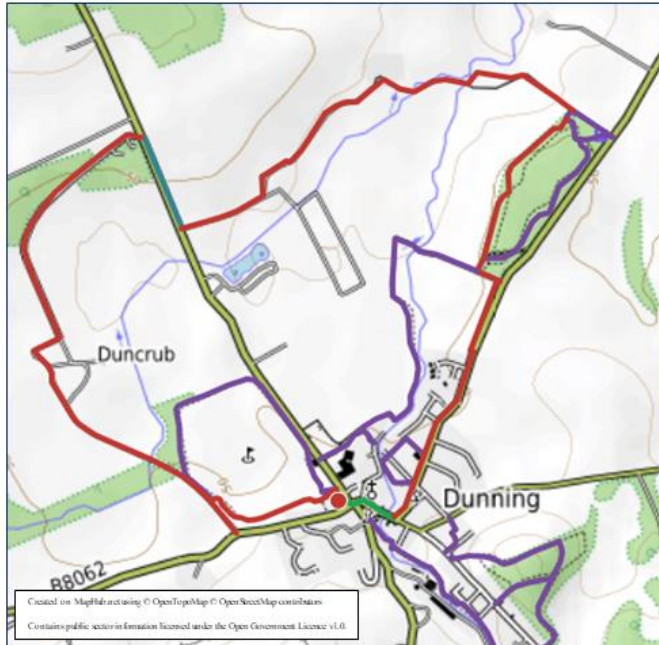 Duncrub
Dunning
B8062
Created on MapHub.net using © OpenTopoMap © OpenStreetMap contributors
Contains public sector information licensed under the Open Government Licence v1.0.